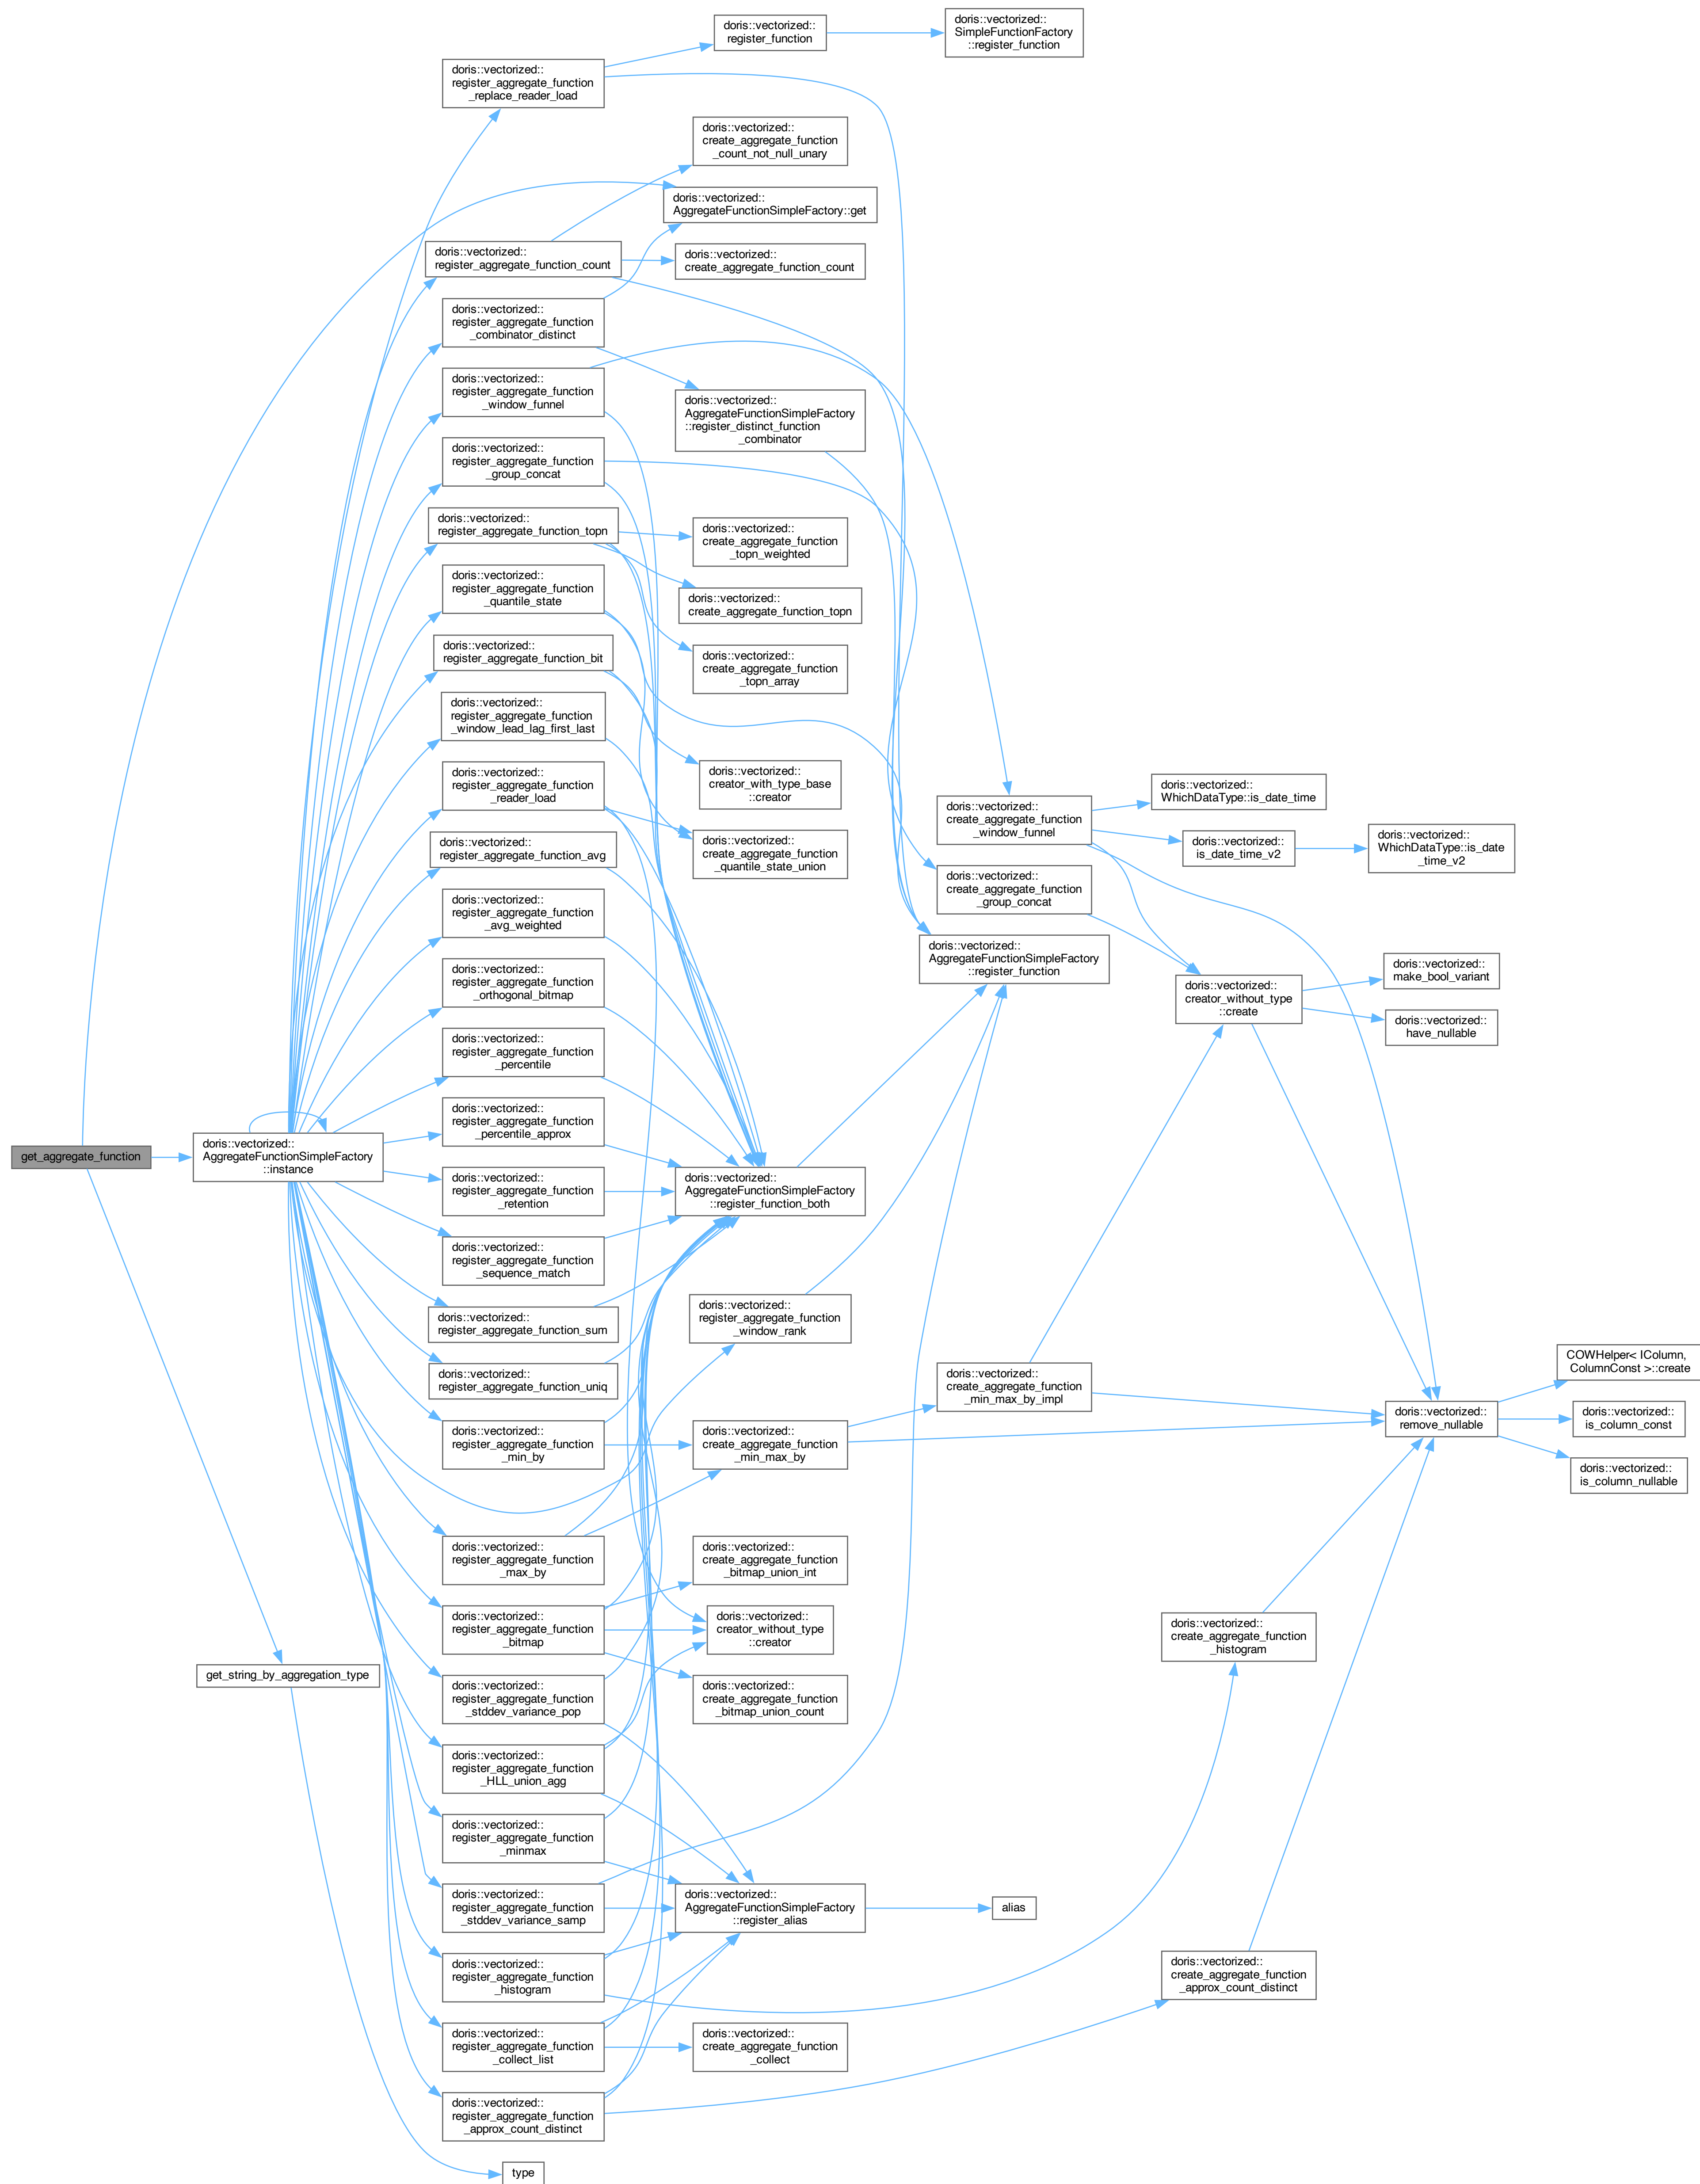 doris::vectorized::
register_function
doris::vectorized::
SimpleFunctionFactory
::register_function
doris::vectorized::
register_aggregate_function
_replace_reader_load
doris::vectorized::
create_aggregate_function
_count_not_null_unary
doris::vectorized::
AggregateFunctionSimpleFactory::get
doris::vectorized::
register_aggregate_function_count
doris::vectorized::
create_aggregate_function_count
doris::vectorized::
register_aggregate_function
_combinator_distinct
doris::vectorized::
register_aggregate_function
_window_funnel
doris::vectorized::
AggregateFunctionSimpleFactory
::register_distinct_function
_combinator
doris::vectorized::
register_aggregate_function
_group_concat
doris::vectorized::
register_aggregate_function_topn
doris::vectorized::
create_aggregate_function
_topn_weighted
doris::vectorized::
register_aggregate_function
_quantile_state
doris::vectorized::
create_aggregate_function_topn
doris::vectorized::
register_aggregate_function_bit
doris::vectorized::
create_aggregate_function
_topn_array
doris::vectorized::
register_aggregate_function
_window_lead_lag_first_last
doris::vectorized::
register_aggregate_function
_reader_load
doris::vectorized::
creator_with_type_base
::creator
doris::vectorized::
create_aggregate_function
_window_funnel
doris::vectorized::
WhichDataType::is_date_time
doris::vectorized::
is_date_time_v2
doris::vectorized::
WhichDataType::is_date
_time_v2
doris::vectorized::
register_aggregate_function_avg
doris::vectorized::
create_aggregate_function
_quantile_state_union
doris::vectorized::
create_aggregate_function
_group_concat
doris::vectorized::
register_aggregate_function
_avg_weighted
doris::vectorized::
AggregateFunctionSimpleFactory
::register_function
doris::vectorized::
register_aggregate_function
_orthogonal_bitmap
doris::vectorized::
creator_without_type
::create
doris::vectorized::
make_bool_variant
doris::vectorized::
have_nullable
doris::vectorized::
register_aggregate_function
_percentile
doris::vectorized::
register_aggregate_function
_percentile_approx
get_aggregate_function
doris::vectorized::
AggregateFunctionSimpleFactory
::instance
doris::vectorized::
register_aggregate_function
_retention
doris::vectorized::
AggregateFunctionSimpleFactory
::register_function_both
doris::vectorized::
register_aggregate_function
_sequence_match
doris::vectorized::
register_aggregate_function_sum
doris::vectorized::
register_aggregate_function
_window_rank
doris::vectorized::
register_aggregate_function_uniq
doris::vectorized::
create_aggregate_function
_min_max_by_impl
COWHelper< IColumn,
ColumnConst >::create
doris::vectorized::
register_aggregate_function
_min_by
doris::vectorized::
create_aggregate_function
_min_max_by
doris::vectorized::
remove_nullable
doris::vectorized::
is_column_const
doris::vectorized::
is_column_nullable
doris::vectorized::
register_aggregate_function
_max_by
doris::vectorized::
create_aggregate_function
_bitmap_union_int
doris::vectorized::
register_aggregate_function
_bitmap
doris::vectorized::
creator_without_type
::creator
doris::vectorized::
create_aggregate_function
_histogram
get_string_by_aggregation_type
doris::vectorized::
register_aggregate_function
_stddev_variance_pop
doris::vectorized::
create_aggregate_function
_bitmap_union_count
doris::vectorized::
register_aggregate_function
_HLL_union_agg
doris::vectorized::
register_aggregate_function
_minmax
doris::vectorized::
register_aggregate_function
_stddev_variance_samp
doris::vectorized::
AggregateFunctionSimpleFactory
::register_alias
alias
doris::vectorized::
register_aggregate_function
_histogram
doris::vectorized::
create_aggregate_function
_approx_count_distinct
doris::vectorized::
register_aggregate_function
_collect_list
doris::vectorized::
create_aggregate_function
_collect
doris::vectorized::
register_aggregate_function
_approx_count_distinct
type